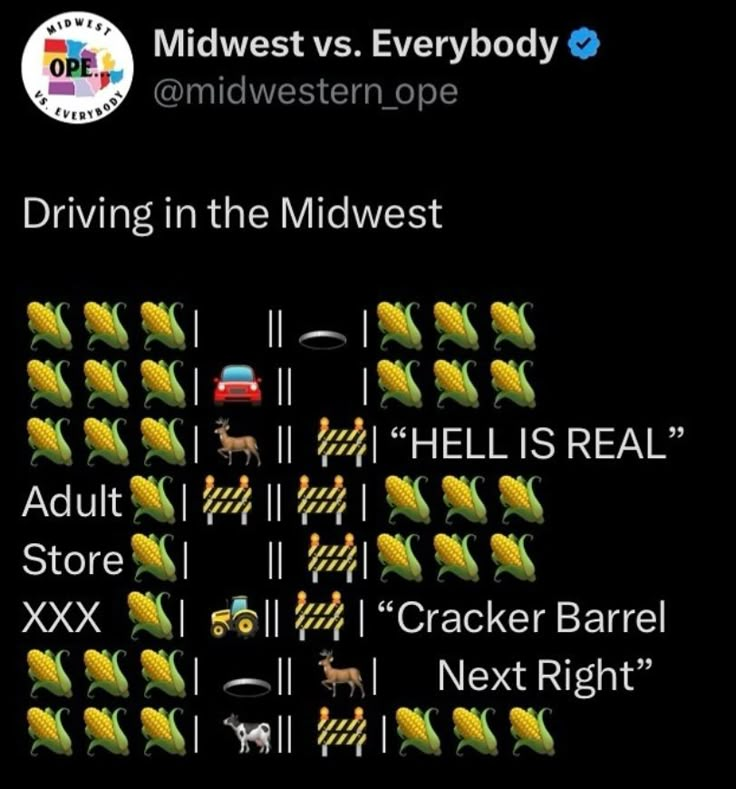 MIDWEST
OPE...
VS. EVERYBODY
Midwest vs. Everybody
@midwestern_ope
Driving in the Midwest
🌽🌽🌽| || 🕳️ |🌽🌽🌽
🌽🌽🌽| 🚘 || |🌽🌽🌽
🌽🌽🌽| 🦌 || 🚧| “HELL IS REAL”
Adult🌽| 🚧 || 🚧 | 🌽🌽🌽
Store🌽| || 🚧|🌽🌽🌽
XXX 🌽| 🚜|| 🚧 | “Cracker Barrel
🌽🌽🌽| 🕳️|| 🦌| Next Right”
🌽🌽🌽| 🐄|| 🚧 |🌽🌽🌽